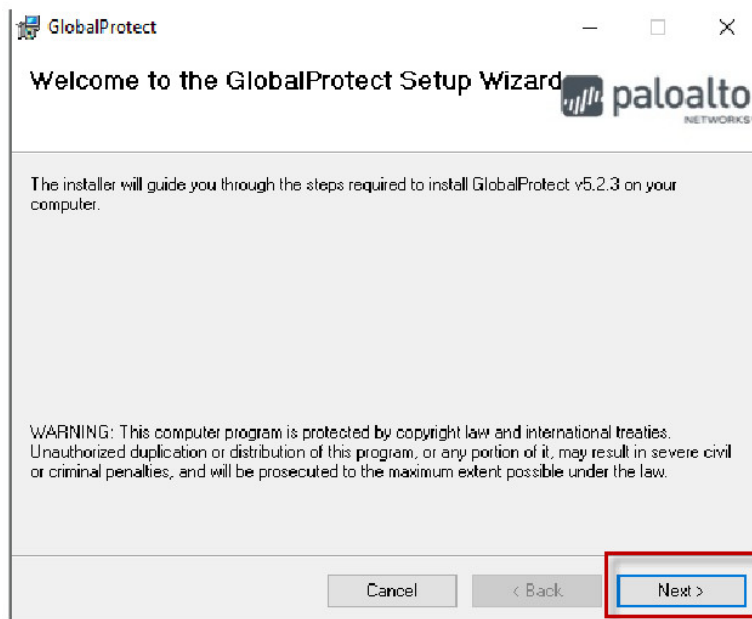 GlobalProtect
Welcome to the GlobalProtect Setup Wizard
paloalto
NETWORKS
The installer will guide you through the steps required to install GlobalProtect v5.2.3 on your
computer.
WARNING: This computer program is protected by copyright law and international treaties.
Unauthorized duplication or distribution of this program, or any portion of it, may result in severe civil
or criminal penalties, and will be prosecuted to the maximum extent possible under the law.
Cancel
< Back
Next >